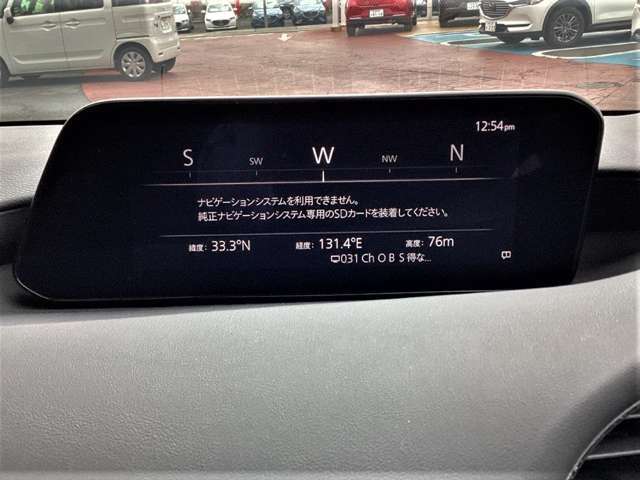 12:54pm
S SW W NW N
ナビゲーションシステムを利用できません。
純正ナビゲーションシステム専用のSDカードを装着してください。
緯度: 33.3°N 経度: 131.4°E 高度: 76m
031 Ch O B S 得な...